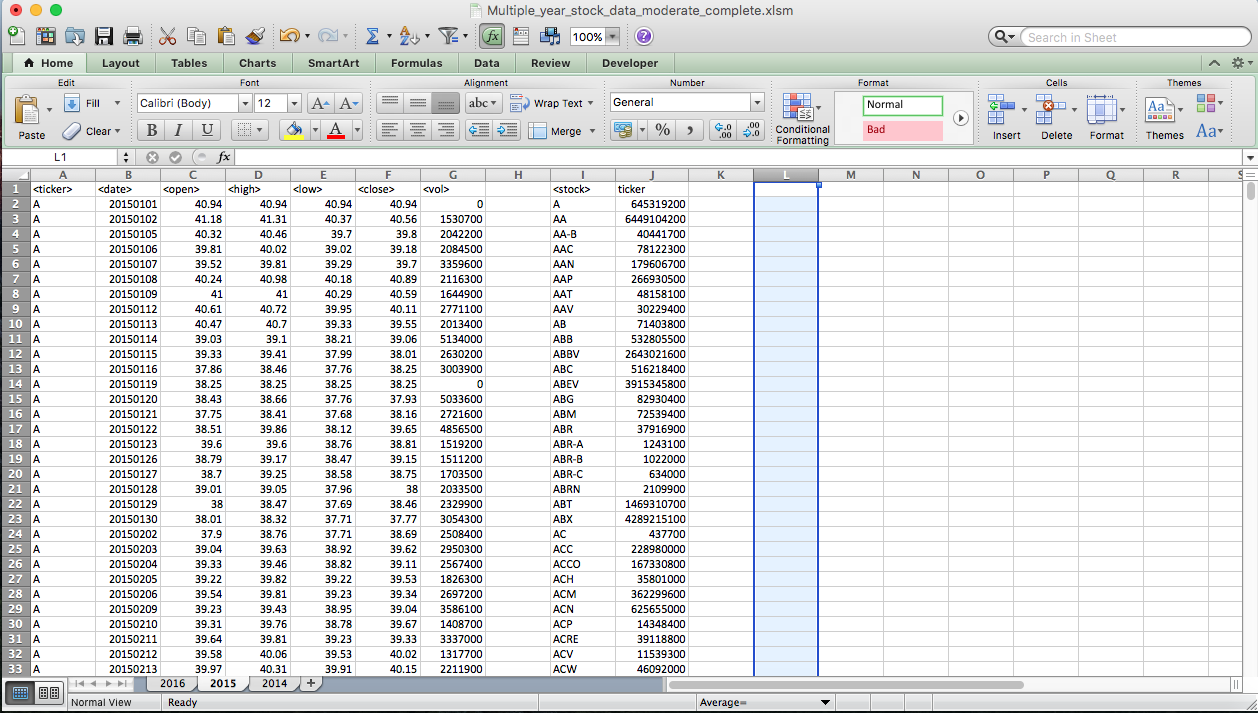 Multiple_year_stock_data_moderate_complete.xlsm
100% Search in Sheet
Home Layout Tables Charts SmartArt Formulas Data Review Developer
Edit Font Alignment Number Format Cells Themes
Fill Calibri (Body) 12 A A abc Wrap Text General Normal
Paste Clear B I U A Merge % Conditional Formatting Bad Insert Delete Format Themes Aa
L1 fx
A B C D E F G H I J K L M N O P Q R S
1 <ticker> <date> <open> <high> <low> <close> <vol> <stock> ticker
2 A 20150101 40.94 40.94 40.94 40.94 0 A 645319200
3 A 20150102 41.18 41.31 40.37 40.56 1530700 AA 6449104200
4 A 20150105 40.32 40.46 39.7 39.8 2042200 AA-B 40441700
5 A 20150106 39.81 40.02 39.02 39.18 2084500 AAC 78122300
6 A 20150107 39.52 39.81 39.29 39.7 3359600 AAN 179606700
7 A 20150108 40.24 40.98 40.18 40.89 2116300 AAP 266930500
8 A 20150109 41 41 40.29 40.59 1644900 AAT 48158100
9 A 20150112 40.61 40.72 39.95 40.11 2771100 AAV 30229400
10 A 20150113 40.47 40.7 39.33 39.55 2013400 AB 71403800
11 A 20150114 39.03 39.1 38.21 39.06 5134000 ABB 532805500
12 A 20150115 39.33 39.41 37.99 38.01 2630200 ABBV 2643021600
13 A 20150116 37.86 38.46 37.76 38.25 3003900 ABC 516218400
14 A 20150119 38.25 38.25 38.25 38.25 0 ABEV 3915345800
15 A 20150120 38.43 38.66 37.76 37.93 5033600 ABG 82930400
16 A 20150121 37.75 38.41 37.68 38.16 2721600 ABM 72539400
17 A 20150122 38.51 39.86 38.12 39.65 4856500 ABR 37916900
18 A 20150123 39.6 39.6 38.76 38.81 1519200 ABR-A 1243100
19 A 20150126 38.79 39.17 38.47 39.15 1511200 ABR-B 1022000
20 A 20150127 38.7 39.25 38.58 38.75 1703500 ABR-C 634000
21 A 20150128 39.01 39.05 37.96 38 2033500 ABRN 2109900
22 A 20150129 38 38.47 37.69 38.46 2329900 ABT 1469310700
23 A 20150130 38.01 38.32 37.71 37.77 3054300 ABX 4289215100
24 A 20150202 37.9 38.76 37.71 38.69 2508400 AC 437700
25 A 20150203 39.04 39.63 38.92 39.62 2950300 ACC 228980000
26 A 20150204 39.33 39.46 38.82 39.11 2567400 ACCO 167330800
27 A 20150205 39.22 39.82 39.22 39.53 1826300 ACH 35801000
28 A 20150206 39.54 39.81 39.23 39.34 2697200 ACM 362299600
29 A 20150209 39.23 39.43 38.95 39.04 3586100 ACN 625655000
30 A 20150210 39.31 39.76 38.78 39.67 1408700 ACP 14348400
31 A 20150211 39.64 39.81 39.23 39.33 3337000 ACRE 39118800
32 A 20150212 39.58 40.06 39.53 40.02 1317700 ACV 11539300
33 A 20150213 39.97 40.31 39.91 40.15 2211900 ACW 46092000
2016 2015 2014 +
Normal View Ready Average=